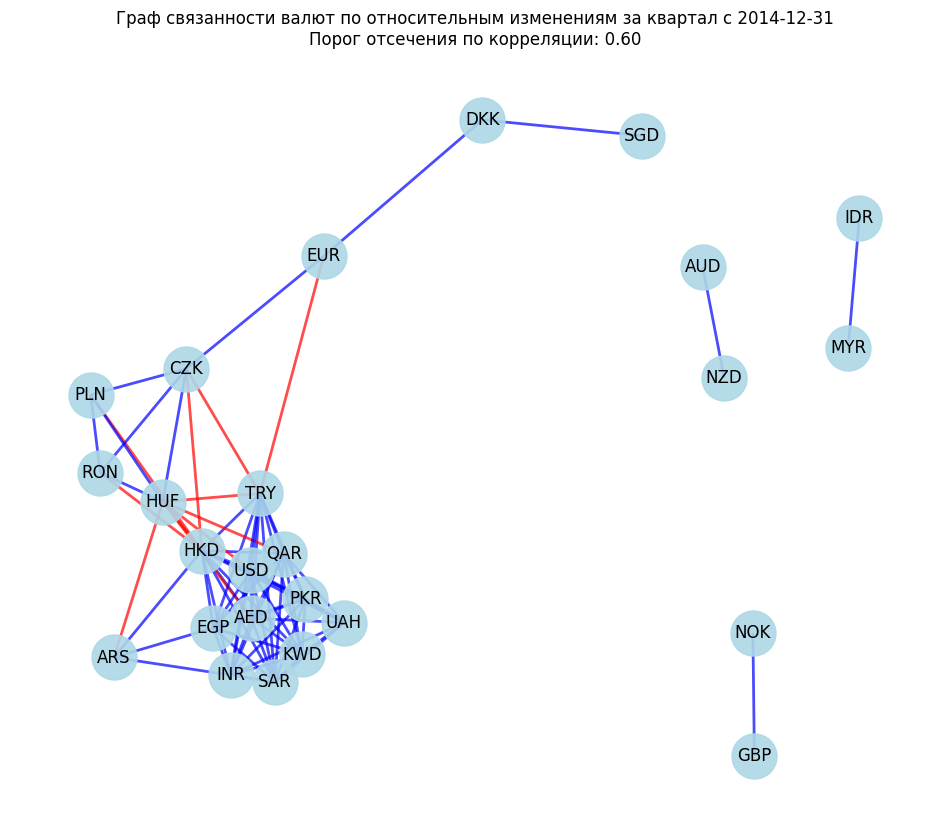 Граф связанности валют по относительным изменениям за квартал с 2014-12-31
Порог отсечения по корреляции: 0.60
DKK
SGD
IDR
EUR
AUD
MYR
CZK
NZD
PLN
RON
TRY
HUF
HKD
QAR
USD
PKR
AED
UAH
EGP
NOK
KWD
ARS
INR
SAR
GBP